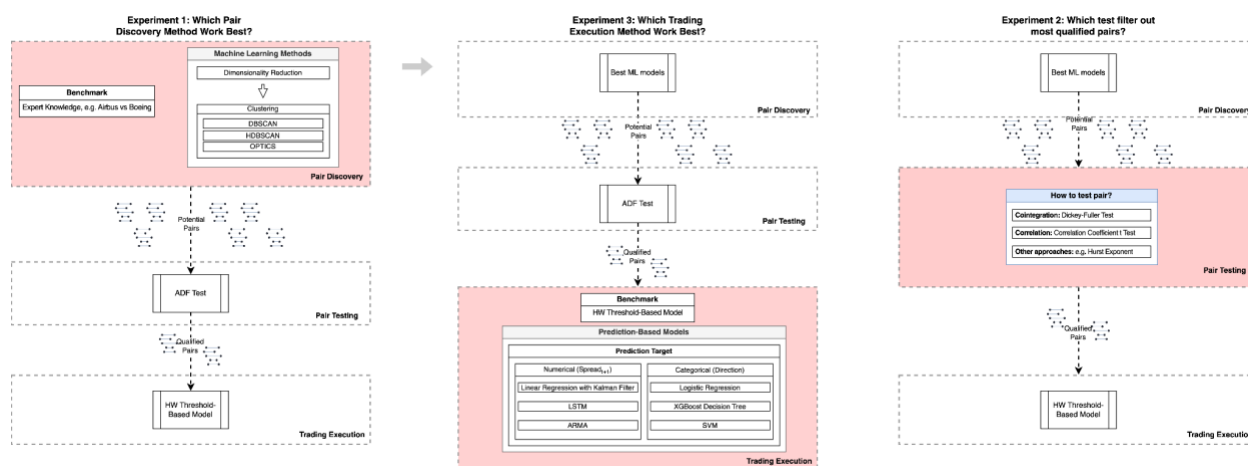 Experiment 1: Which Pair
Discovery Method Work Best?
Machine Learning Methods
Dimensionality Reduction
Benchmark
Expert Knowledge, e.g. Airbus vs Boeing
Clustering
DBSCAN
HDBSCAN
OPTICS
Pair Discovery
Potential
Pairs
ADF Test
Pair Testing
Qualified
Pairs
HW Threshold-
Based Model
Trading Execution
Experiment 3: Which Trading
Execution Method Work Best?
Best ML models
Pair Discovery
Potential
Pairs
ADF Test
Pair Testing
Qualified
Pairs
Benchmark
HW Threshold-Based Model
Prediction-Based Models
Prediction Target
Numerical (Spread t+1)
Linear Regression with Kalman Filter
LSTM
ARMA
Categorical (Direction)
Logistic Regression
XGBoost Decision Tree
SVM
Trading Execution
Experiment 2: Which test filter out
most qualified pairs?
Best ML models
Pair Discovery
Potential
Pairs
How to test pair?
Cointegration: Dickey-Fuller Test
Correlation: Correlation Coefficient t Test
Other approaches: e.g. Hurst Exponent
Pair Testing
Qualified
Pairs
HW Threshold-
Based Model
Trading Execution